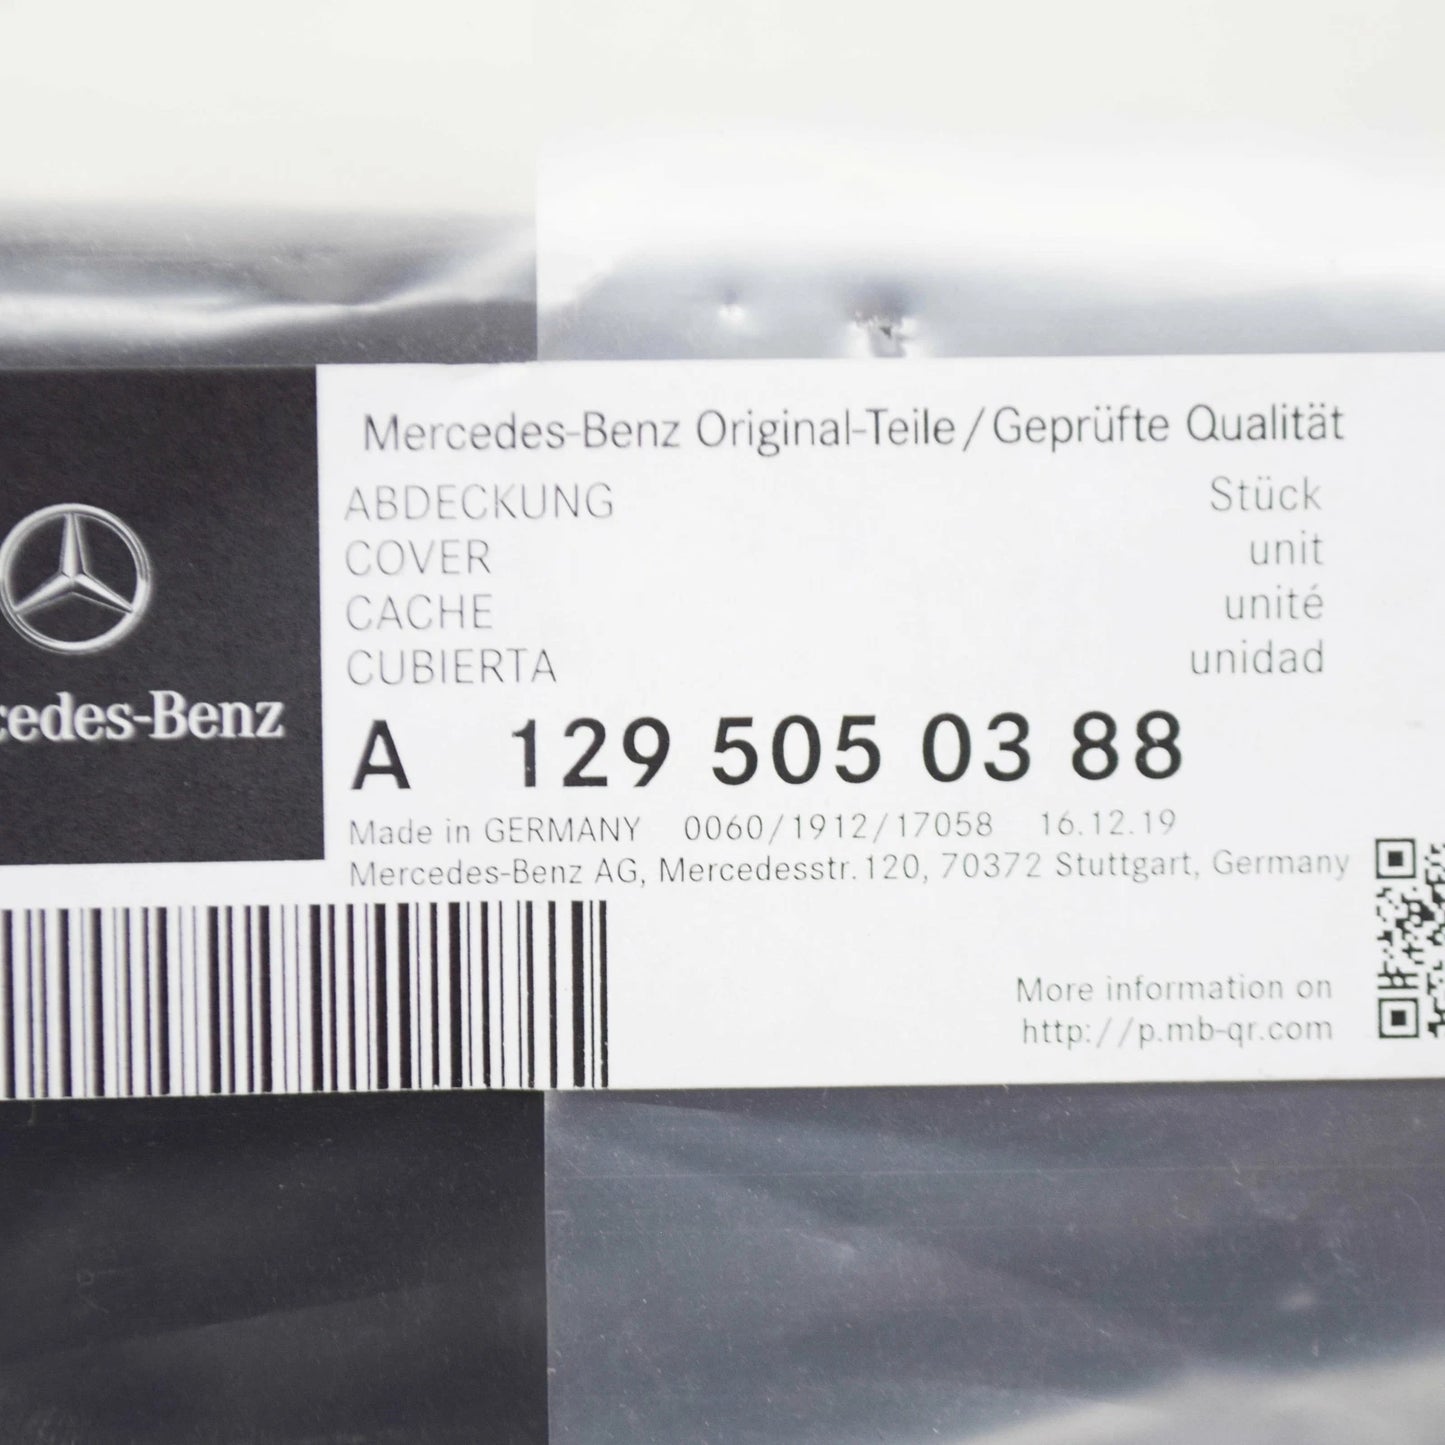 Mercedes-Benz Original-Teile/Geprüfte Qualität
ABDECKUNG Stück
COVER unit
CACHE unité
CUBIERTA unidad
cedes-Benz
A 129 505 03 88
Made in GERMANY 0060/1912/17058 16.12.19
Mercedes-Benz AG, Mercedesstr.120, 70372 Stuttgart, Germany
More information on
http://p.mb-qr.com